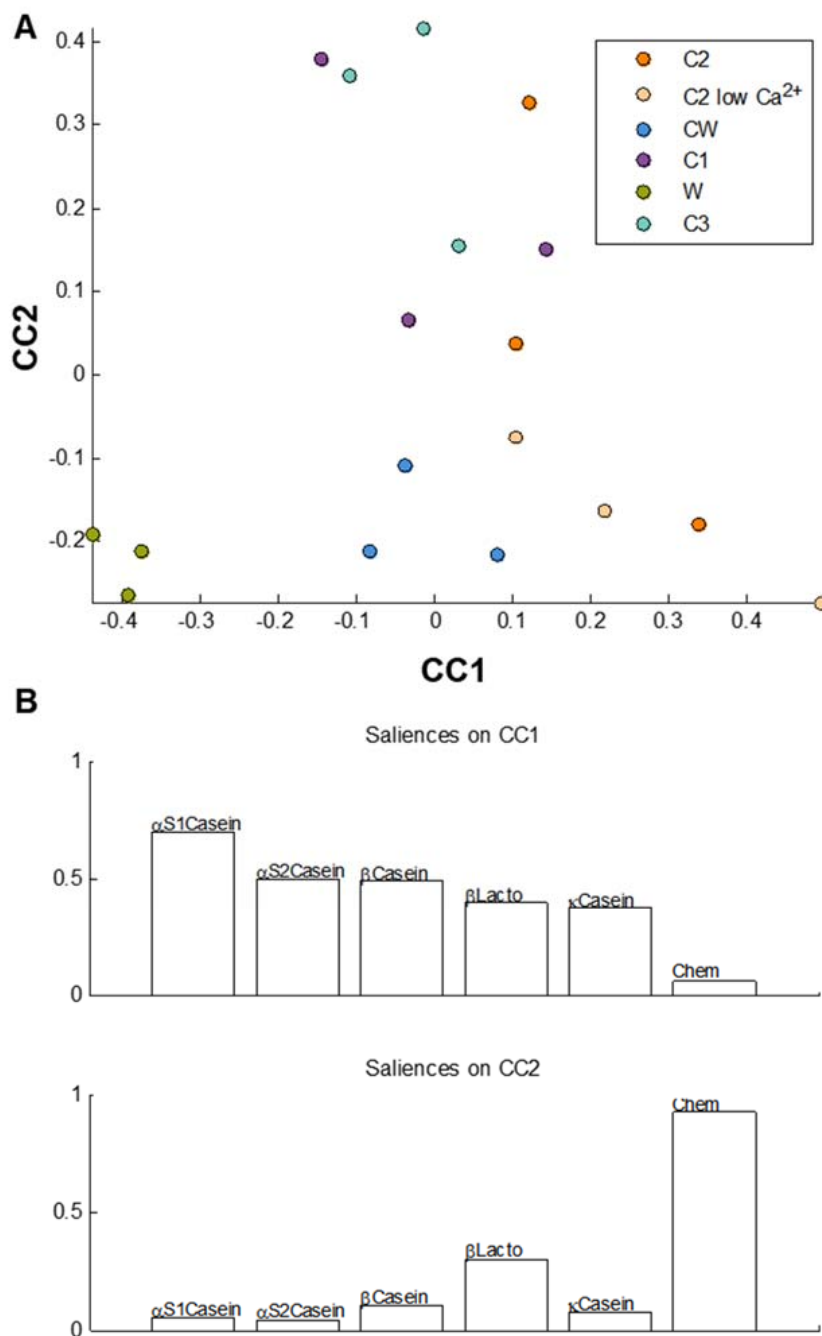 A
0.4
0.3
0.2
0.1
0
-0.1
-0.2
CC2
C2
C2 low Ca²⁺
CW
C1
W
C3
-0.4 -0.3 -0.2 -0.1 0 0.1 0.2 0.3 0.4
CC1
B
Saliences on CC1
1
0.5
0
αS1Casein
αS2Casein
βCasein
βLacto
κCasein
Chem
Saliences on CC2
1
0.5
0
αS1Casein
αS2Casein
βCasein
βLacto
κCasein
Chem